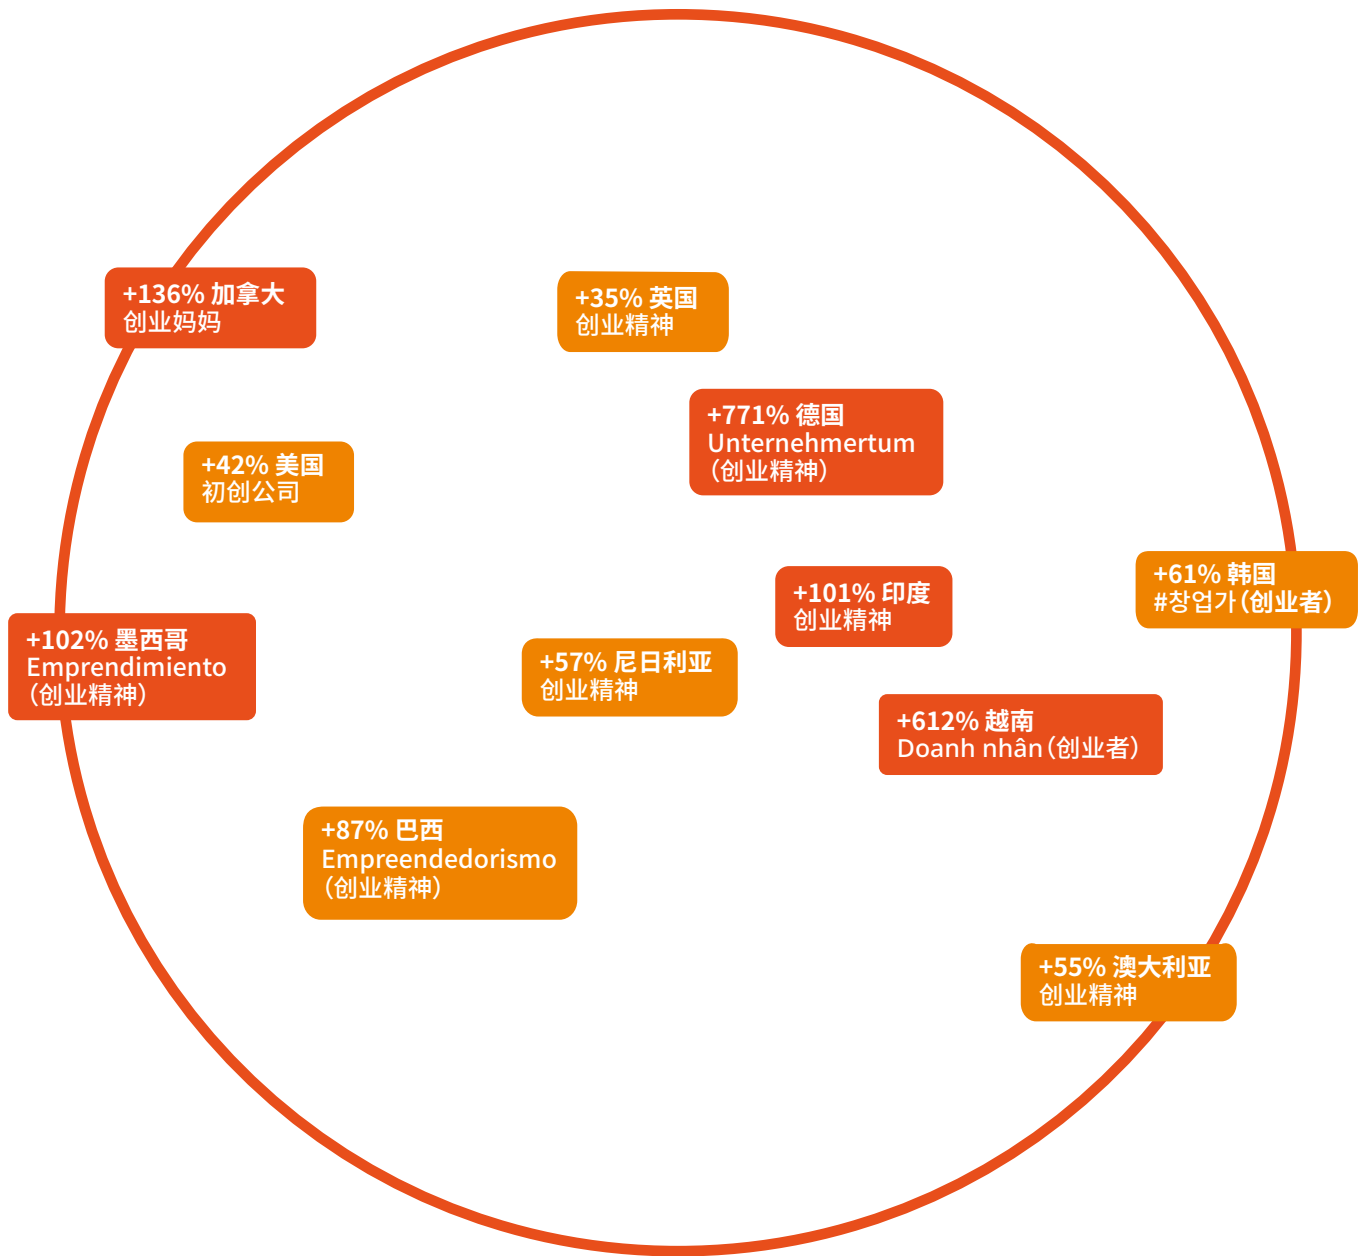 +136% 加拿大
创业妈妈
+35% 英国
创业精神
+771% 德国
Unternehmertum
（创业精神）
+42% 美国
初创公司
+61% 韩国
#창업가（创业者）
+101% 印度
创业精神
+102% 墨西哥
Emprendimiento
（创业精神）
+57% 尼日利亚
创业精神
+612% 越南
Doanh nhân（创业者）
+87% 巴西
Empreendedorismo
（创业精神）
+55% 澳大利亚
创业精神